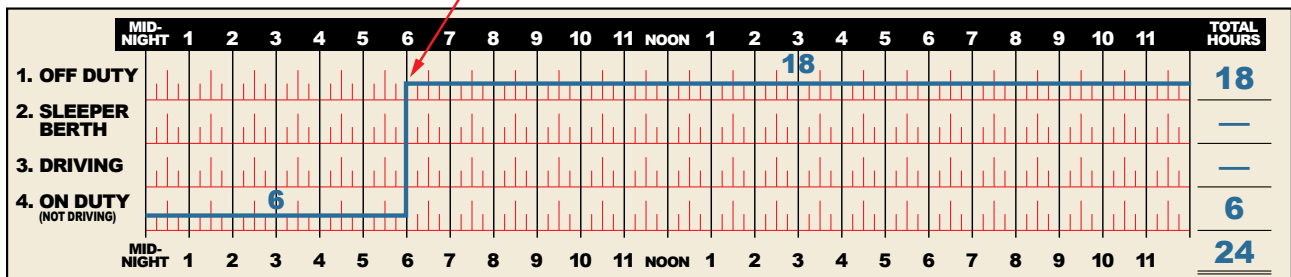 MID-NIGHT 1 2 3 4 5 6 7 8 9 10 11 NOON 1 2 3 4 5 6 7 8 9 10 11 TOTAL HOURS
1. OFF DUTY 18 18
2. SLEEPER BERTH —
3. DRIVING —
4. ON DUTY 6 6
(NOT DRIVING)
MID-NIGHT 1 2 3 4 5 6 7 8 9 10 11 NOON 1 2 3 4 5 6 7 8 9 10 11 24